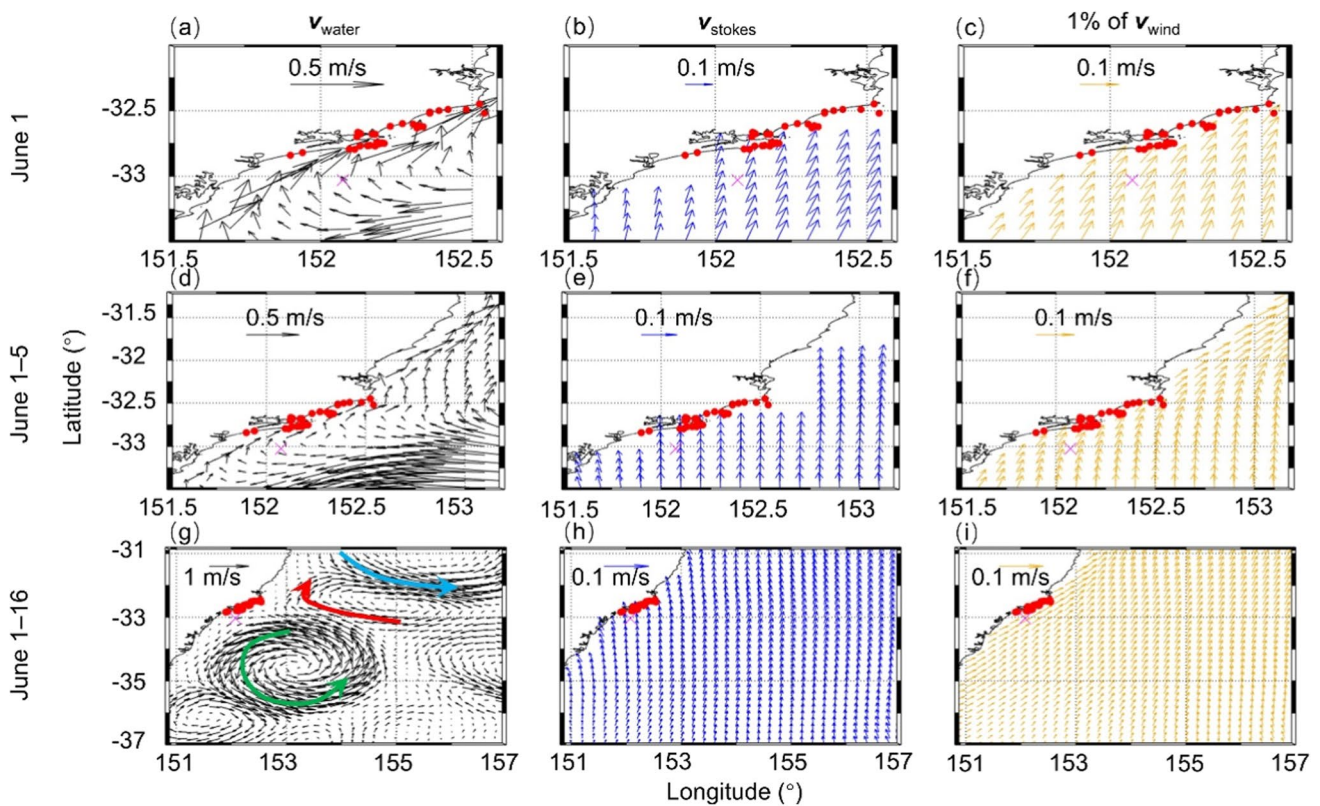 (a) v_water (b) v_stokes (c) 1% of v_wind
June 1
0.5 m/s 0.1 m/s 0.1 m/s
-32.5
-33
151.5 152 152.5 152 152.5 152 152.5
(d) (e) (f)
June 1–5
Latitude (°)
0.5 m/s 0.1 m/s 0.1 m/s
-31.5
-32
-32.5
-33
151.5 152 152.5 153 151.5 152 152.5 153 151.5 152 152.5 153
(g) (h) (i)
June 1–16
1 m/s 0.1 m/s 0.1 m/s
-31
-33
-35
-37
151 153 155 157 151 153 155 157 151 153 155 157
Longitude (°)